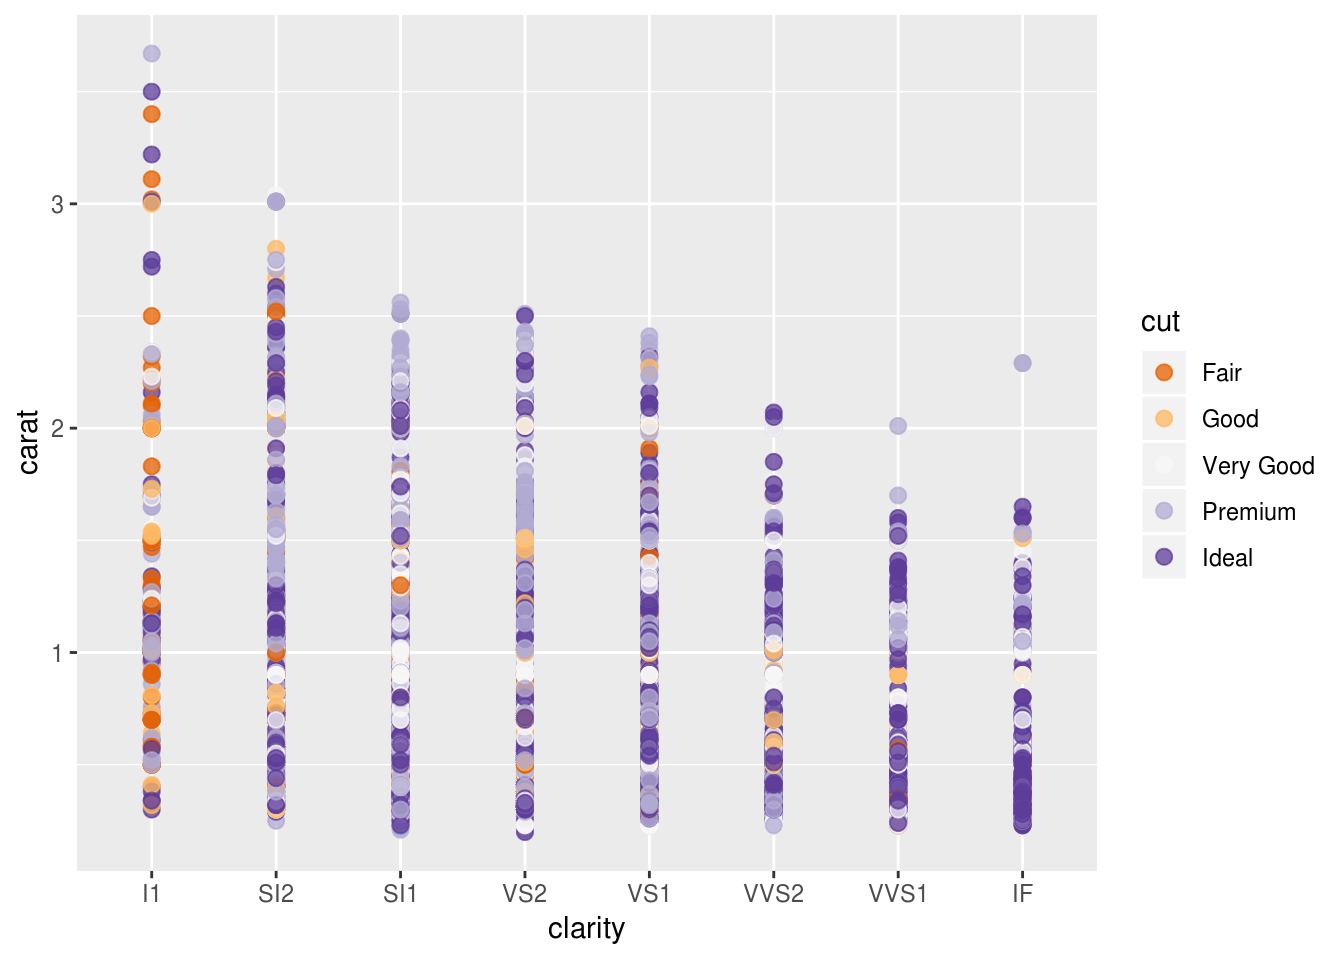 3
2
1
carat
I1 SI2 SI1 VS2 VS1 VVS2 VVS1 IF
clarity
cut
Fair
Good
Very Good
Premium
Ideal